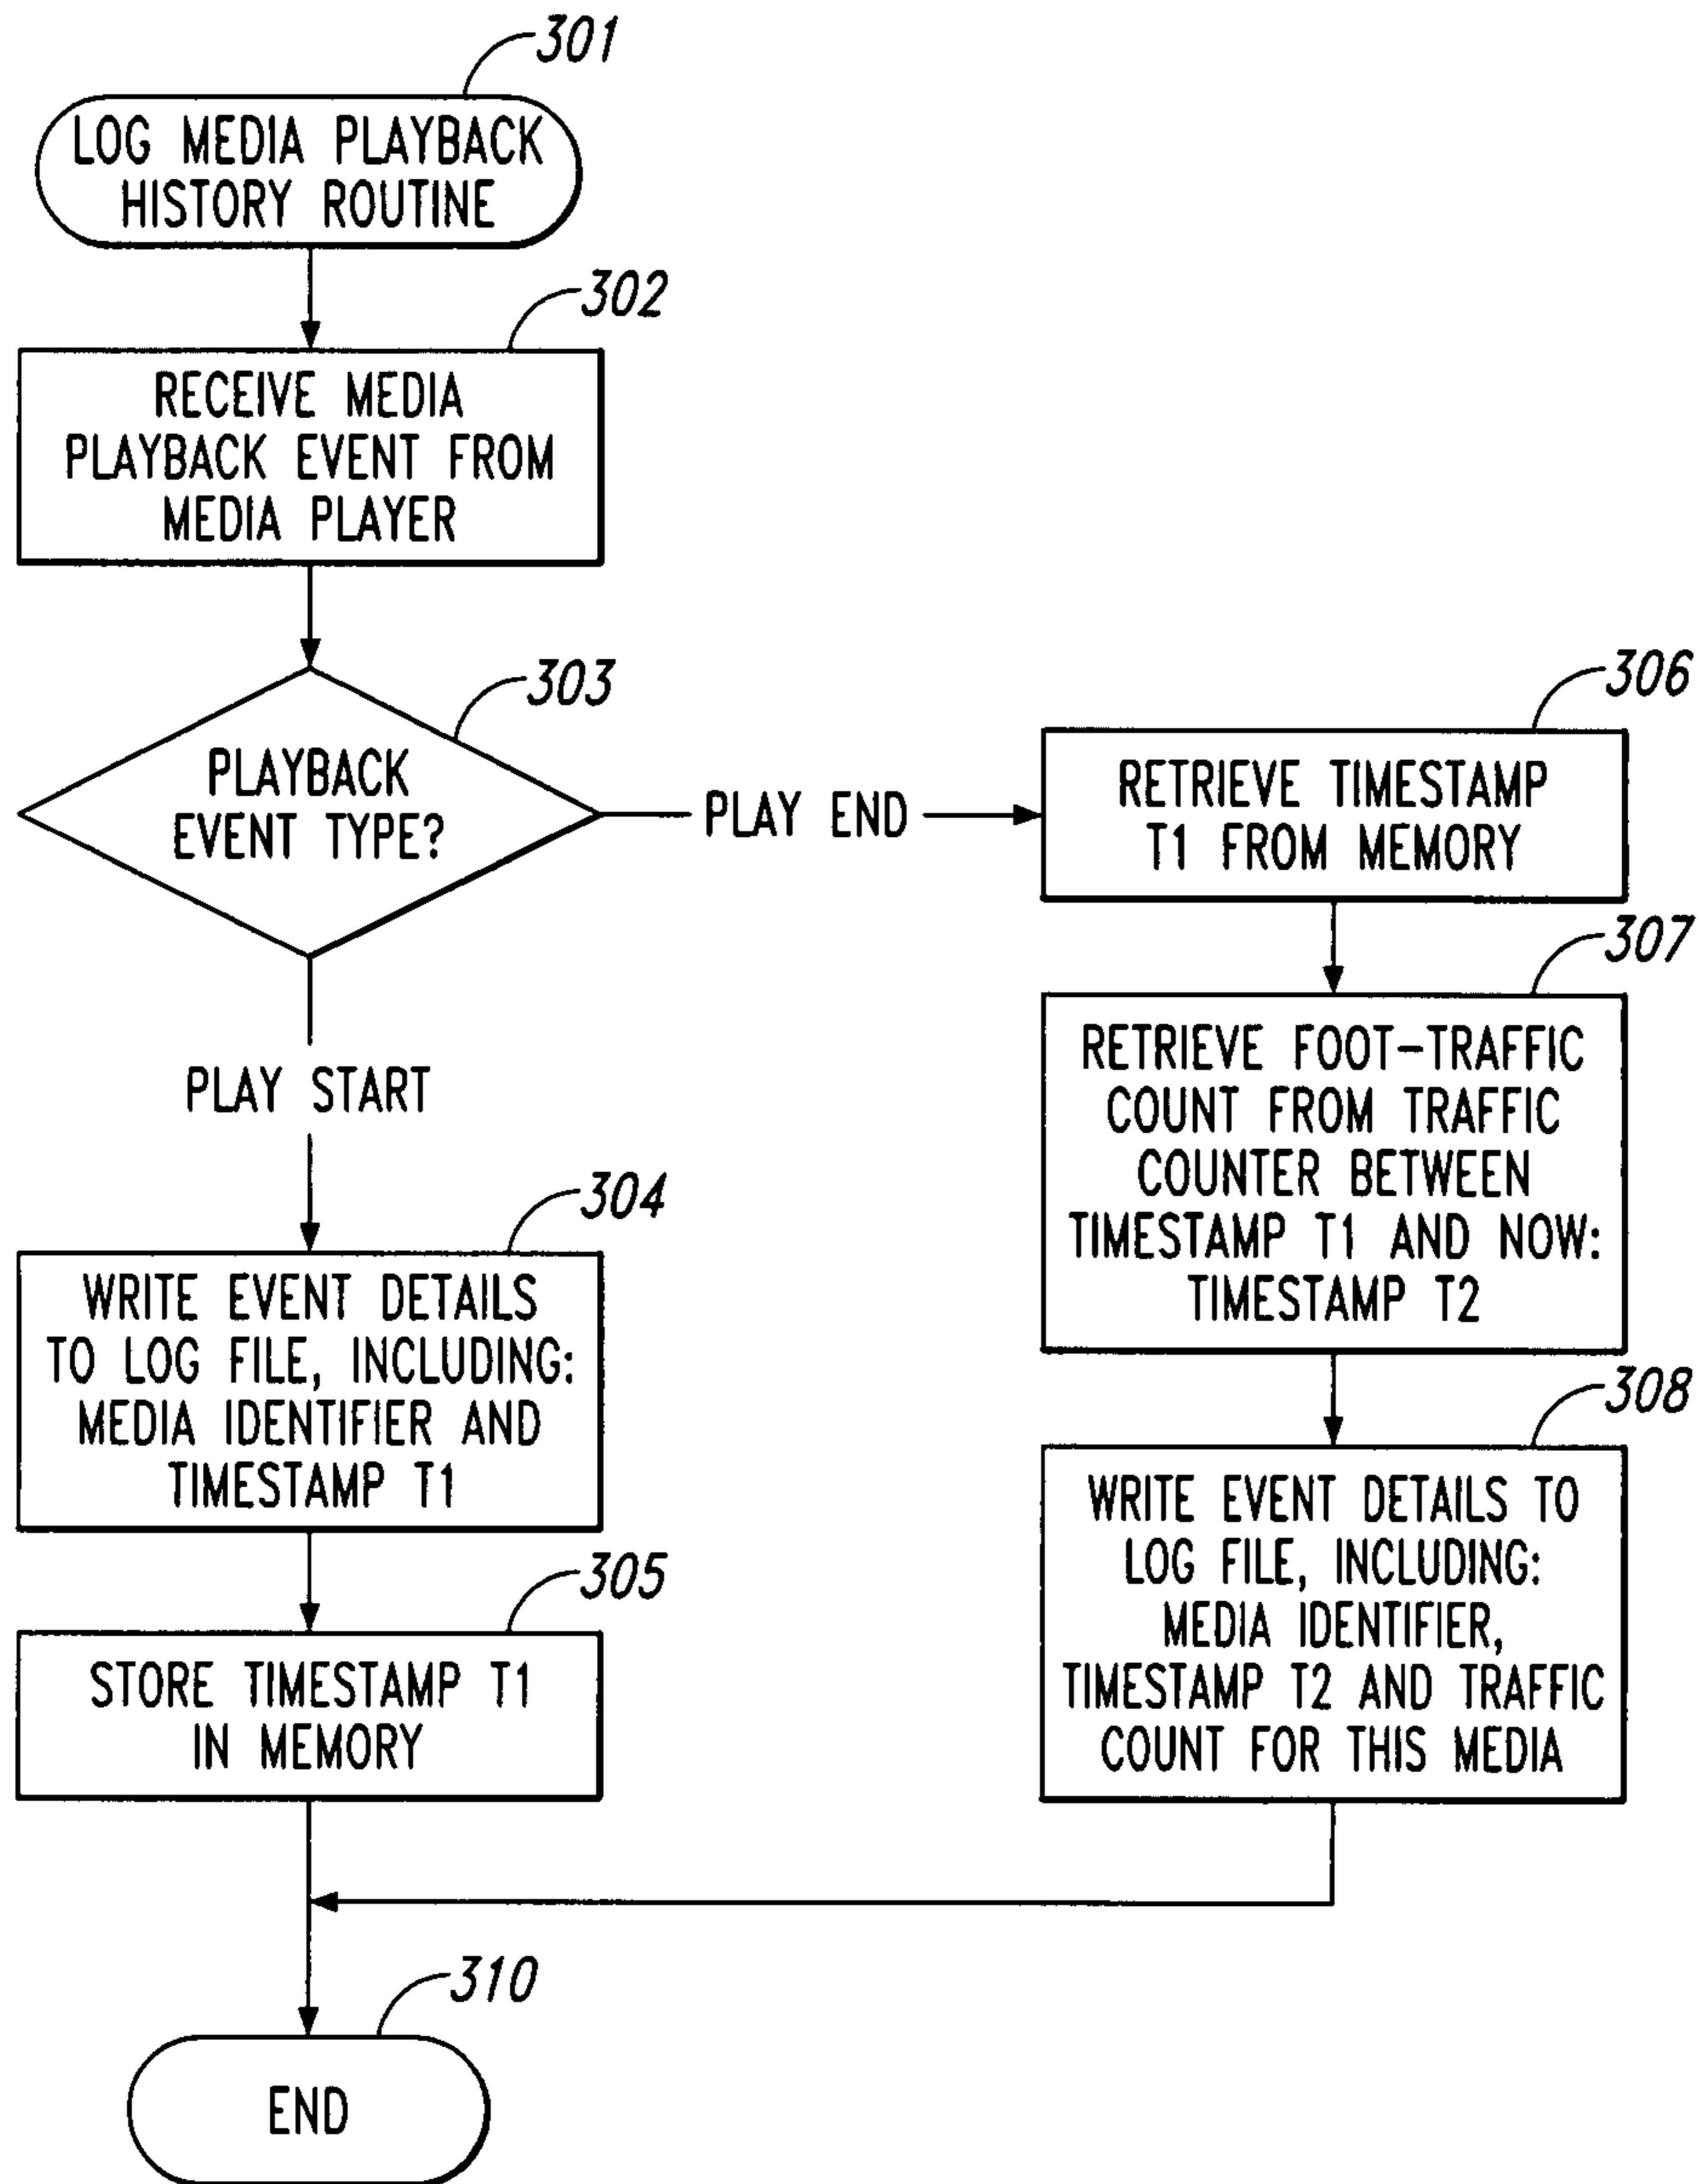 301
LOG MEDIA PLAYBACK
HISTORY ROUTINE
302
RECEIVE MEDIA
PLAYBACK EVENT FROM
MEDIA PLAYER
303
PLAYBACK
EVENT TYPE?
PLAY END
PLAY START
304
WRITE EVENT DETAILS
TO LOG FILE, INCLUDING:
MEDIA IDENTIFIER AND
TIMESTAMP T1
305
STORE TIMESTAMP T1
IN MEMORY
306
RETRIEVE TIMESTAMP
T1 FROM MEMORY
307
RETRIEVE FOOT-TRAFFIC
COUNT FROM TRAFFIC
COUNTER BETWEEN
TIMESTAMP T1 AND NOW:
TIMESTAMP T2
308
WRITE EVENT DETAILS TO
LOG FILE, INCLUDING:
MEDIA IDENTIFIER,
TIMESTAMP T2 AND TRAFFIC
COUNT FOR THIS MEDIA
310
END